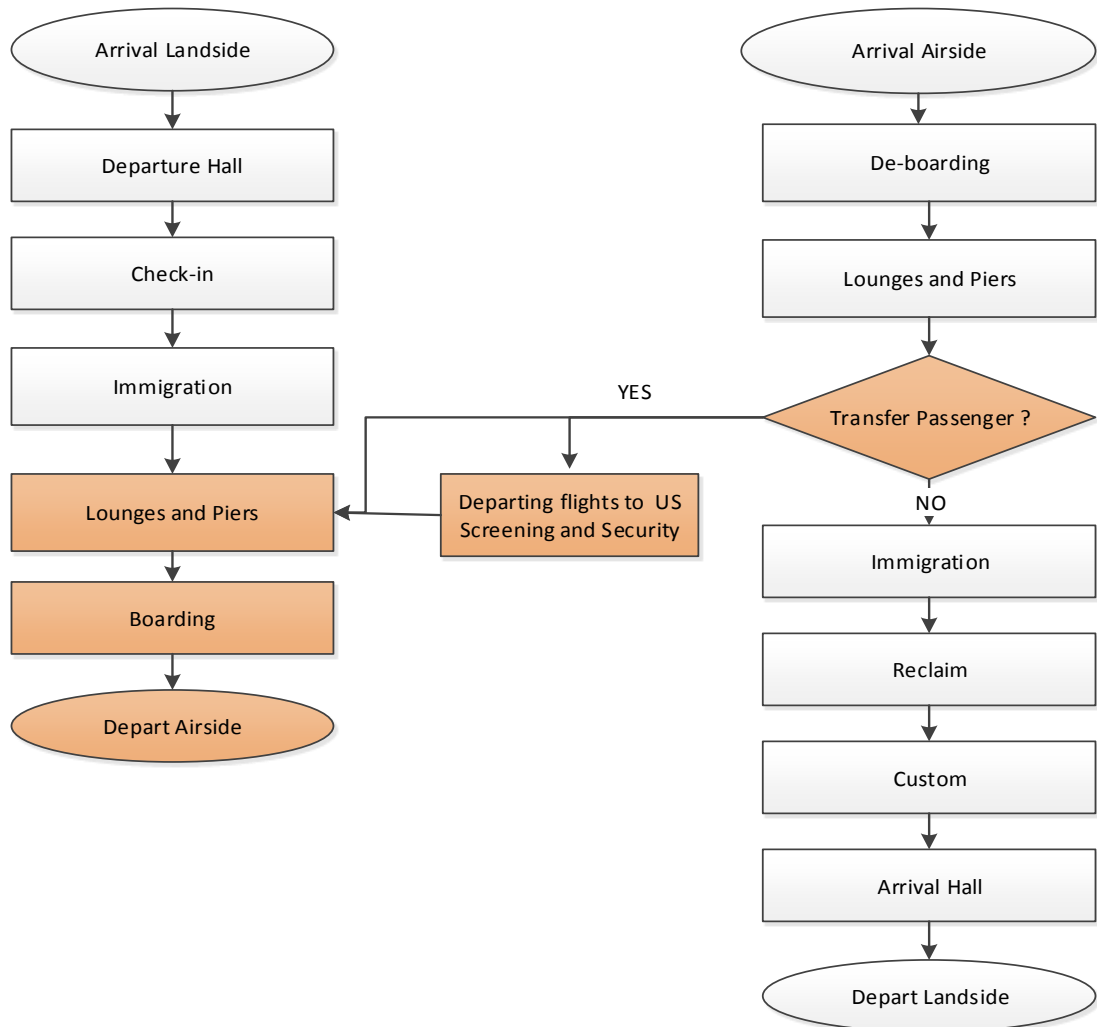 Arrival Landside
Departure Hall
Check-in
Immigration
Lounges and Piers
Boarding
Depart Airside
YES
Departing flights to US
Screening and Security
Arrival Airside
De-boarding
Lounges and Piers
Transfer Passenger ?
NO
Immigration
Reclaim
Custom
Arrival Hall
Depart Landside